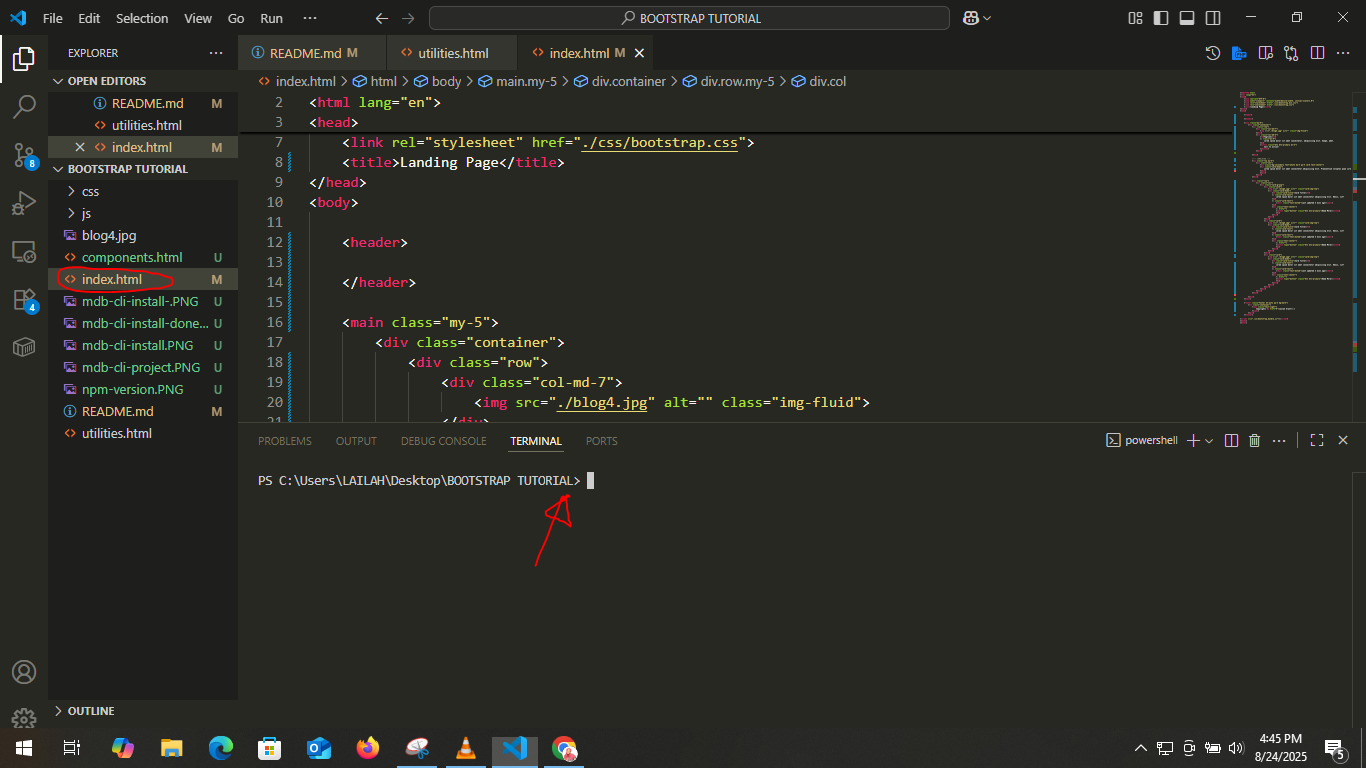 File Edit Selection View Go Run ··· BOOTSTRAP TUTORIAL
EXPLORER ···
OPEN EDITORS
README.md M
utilities.html
index.html M
BOOTSTRAP TUTORIAL
css
js
blog4.jpg
components.html U
index.html M
mdb-cli-install-.PNG U
mdb-cli-install-done... U
mdb-cli-install.PNG U
mdb-cli-project.PNG U
npm-version.PNG U
README.md M
utilities.html
OUTLINE
8
4
README.md M utilities.html index.html M
index.html > html > body > main.my-5 > div.container > div.row.my-5 > div.col
2 <html lang="en">
3 <head>
7 <link rel="stylesheet" href="./css/bootstrap.css">
8 <title>Landing Page</title>
9 </head>
10 <body>
11
12 <header>
13
14 </header>
15
16 <main class="my-5">
17 <div class="container">
18 <div class="row">
19 <div class="col-md-7">
20 <img src="./blog4.jpg" alt="" class="img-fluid">
21 </div>
PROBLEMS OUTPUT DEBUG CONSOLE TERMINAL PORTS powershell
PS C:\Users\LAILAH\Desktop\BOOTSTRAP TUTORIAL>
4:45 PM
8/24/2025
5